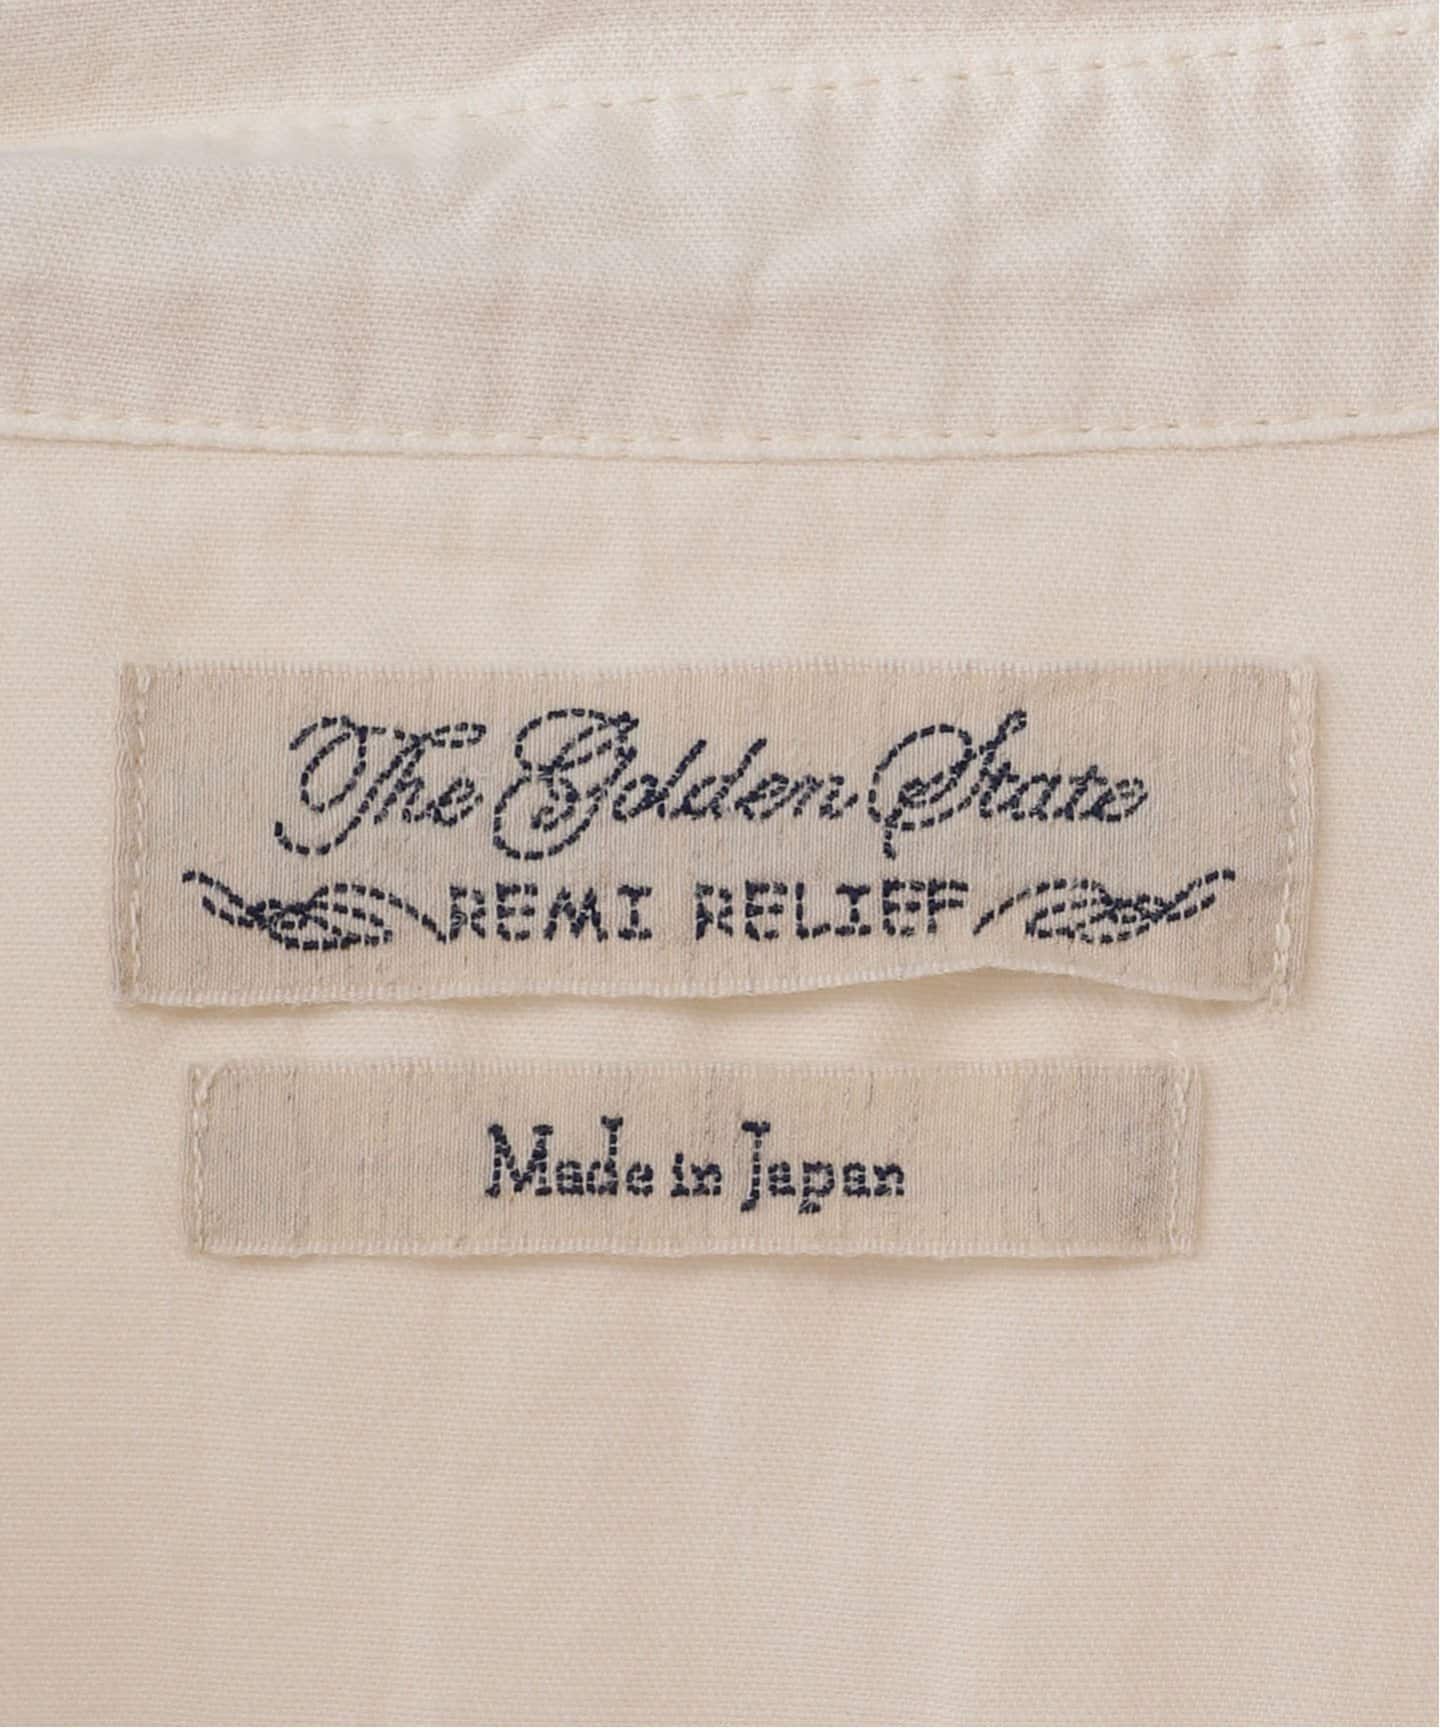 The Golden State
REMI RELIEF
Made in Japan